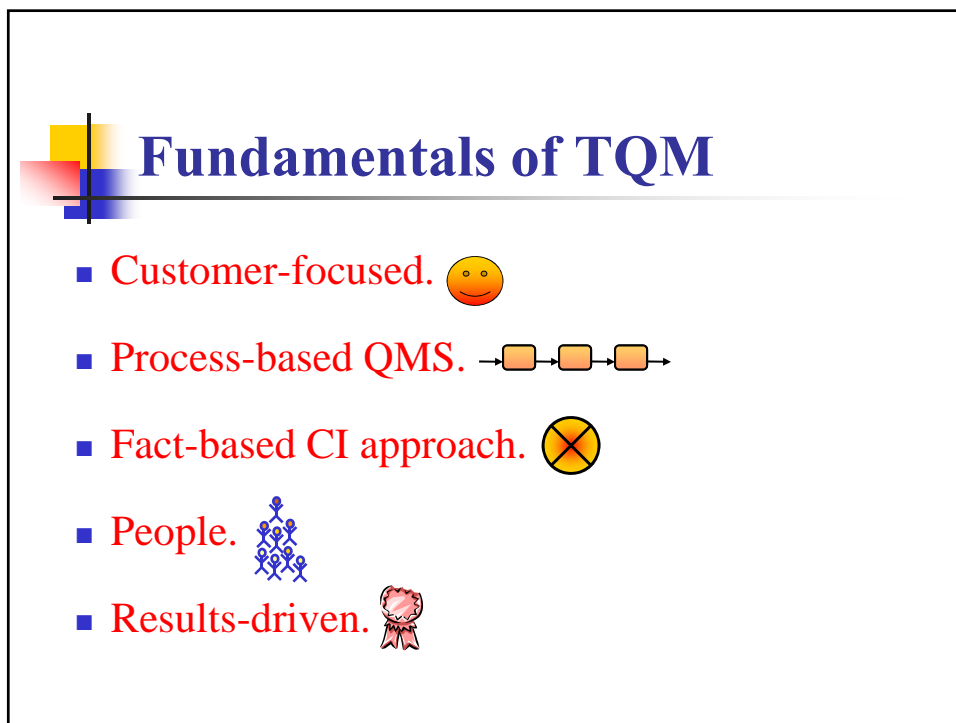 Fundamentals of TQM
Customer-focused.
Process-based QMS.
Fact-based CI approach.
People.
Results-driven.